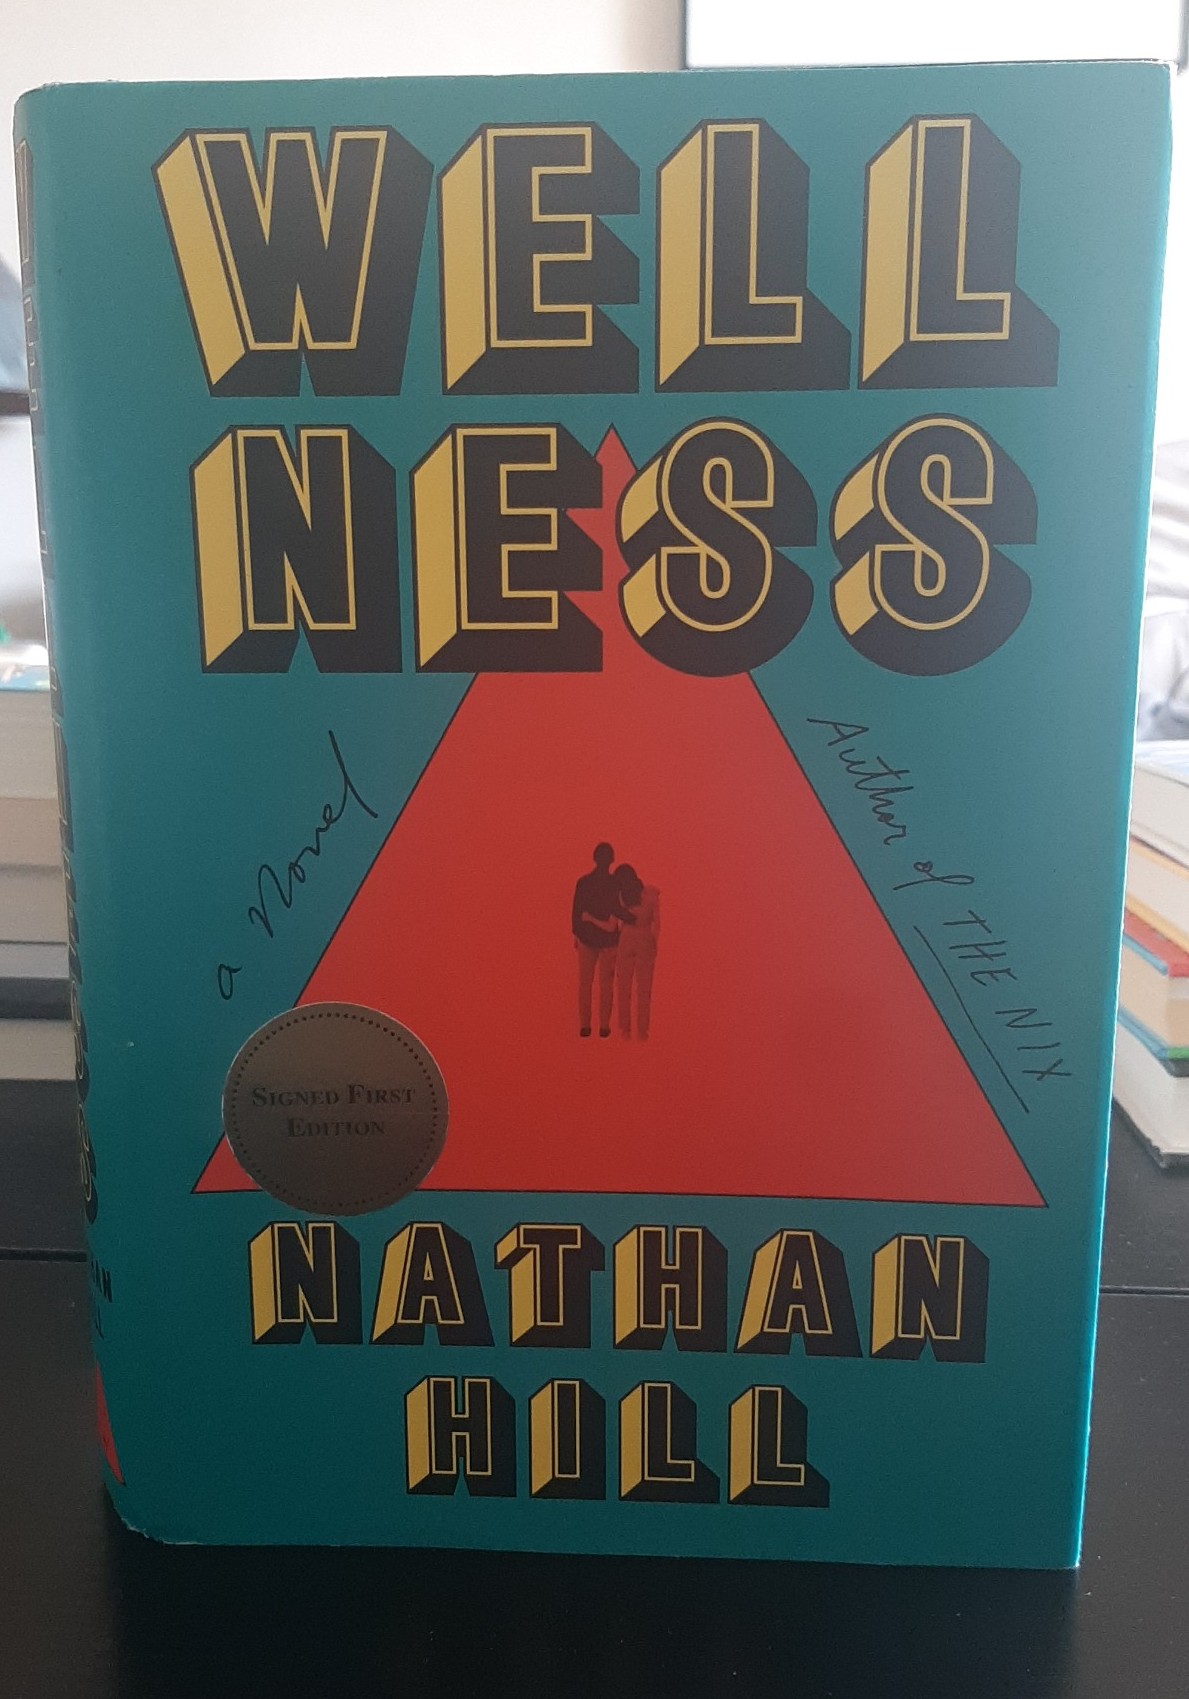 WELL
NESS
a Novel
Author of THE NIX
SIGNED FIRST
EDITION
NATHAN
HILL